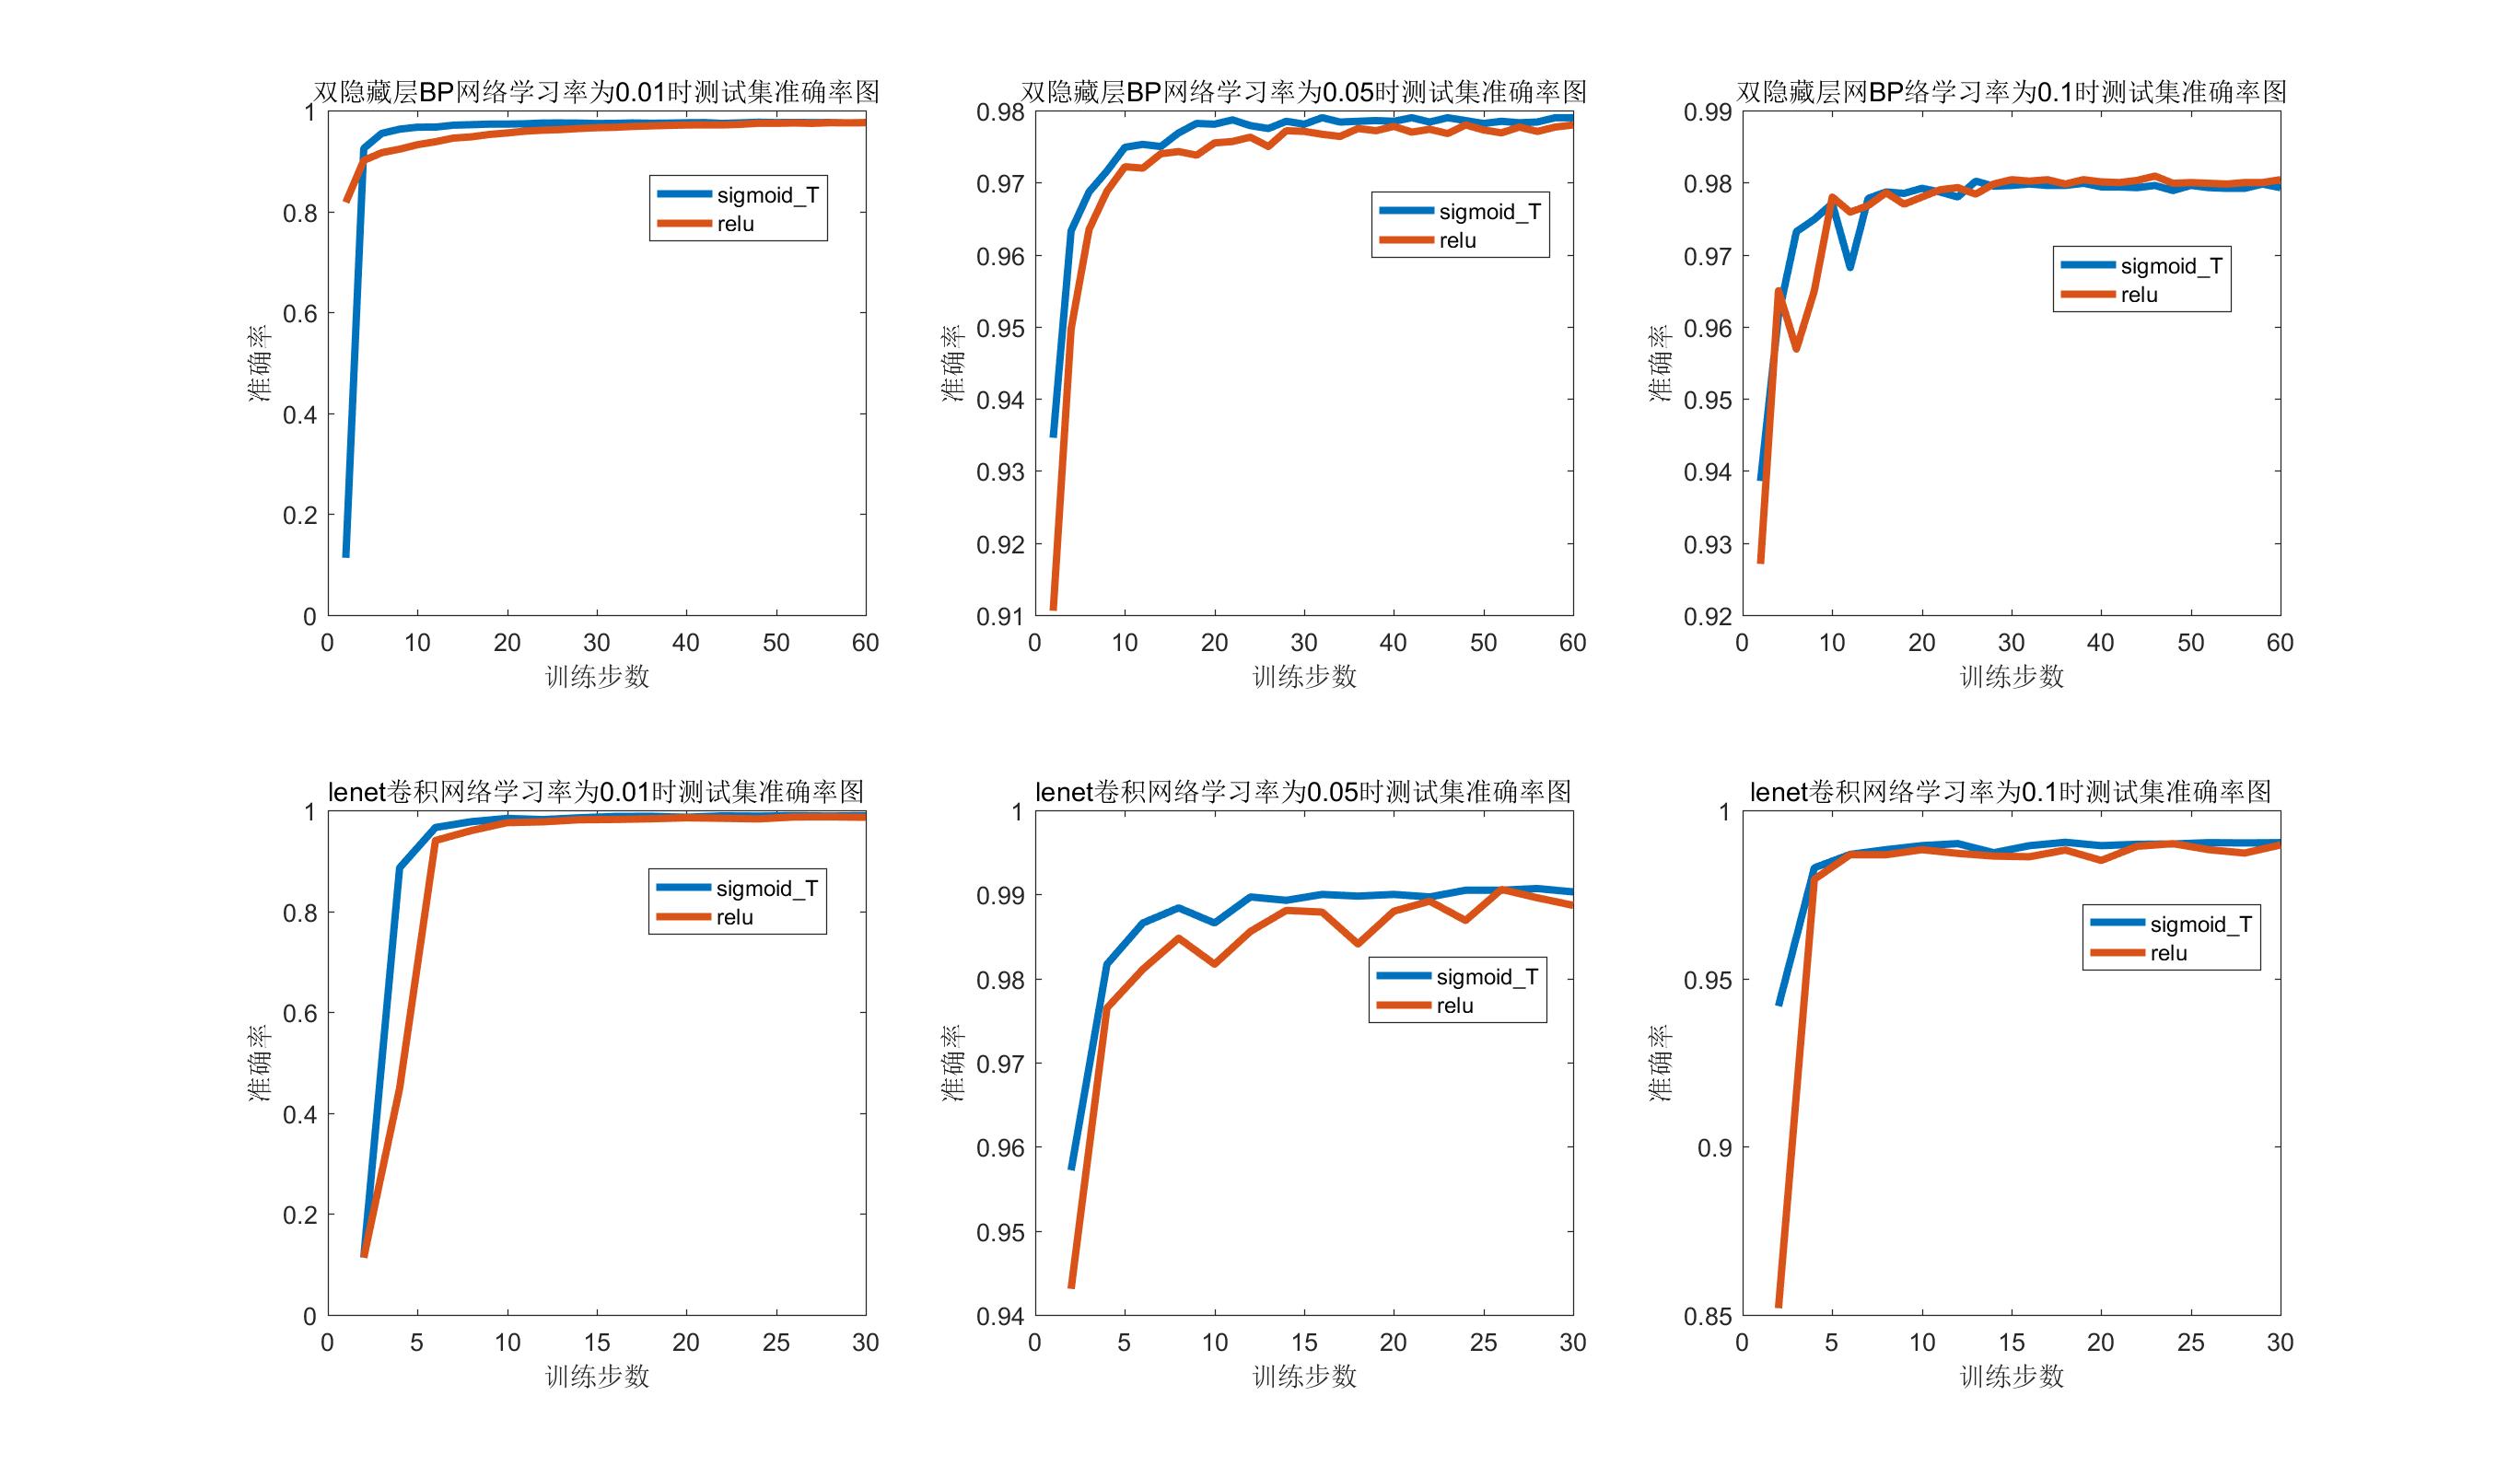 双隐藏层BP网络学习率为0.01时测试集准确率图
1
0.8
0.6
0.4
0.2
0
准确率
sigmoid_T
relu
0 10 20 30 40 50 60
训练步数
双隐藏层BP网络学习率为0.05时测试集准确率图
0.98
0.97
0.96
0.95
0.94
0.93
0.92
0.91
准确率
sigmoid_T
relu
0 10 20 30 40 50 60
训练步数
双隐藏层网BP络学习率为0.1时测试集准确率图
0.99
0.98
0.97
0.96
0.95
0.94
0.93
0.92
准确率
sigmoid_T
relu
0 10 20 30 40 50 60
训练步数
lenet卷积网络学习率为0.01时测试集准确率图
1
0.8
0.6
0.4
0.2
0
准确率
sigmoid_T
relu
0 5 10 15 20 25 30
训练步数
lenet卷积网络学习率为0.05时测试集准确率图
1
0.99
0.98
0.97
0.96
0.95
0.94
准确率
sigmoid_T
relu
0 5 10 15 20 25 30
训练步数
lenet卷积网络学习率为0.1时测试集准确率图
1
0.95
0.9
0.85
准确率
sigmoid_T
relu
0 5 10 15 20 25 30
训练步数